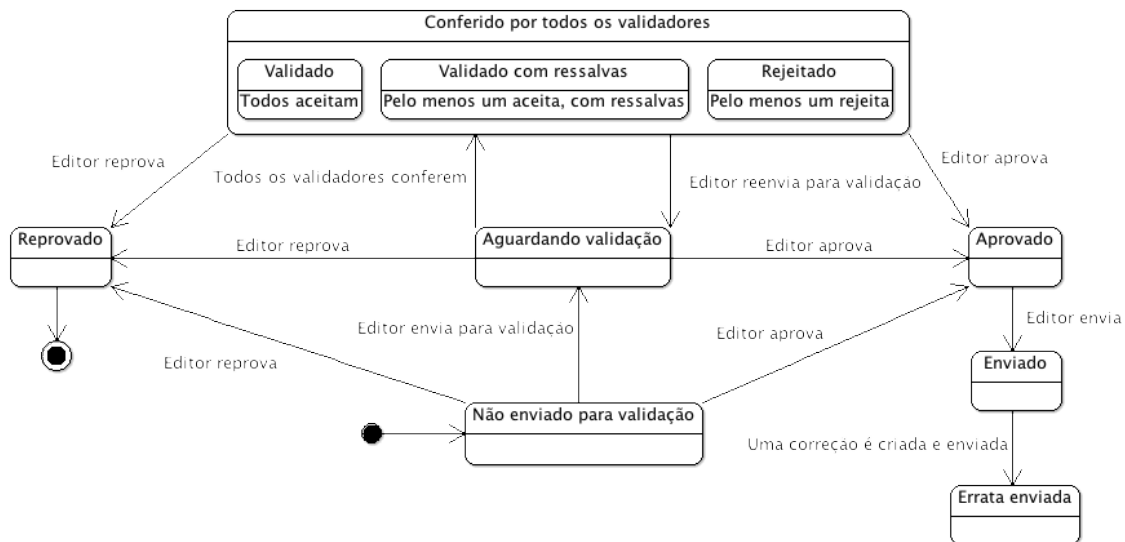 Conferido por todos os validadores
Validado
Todos aceitam
Validado com ressalvas
Pelo menos um aceita, com ressalvas
Rejeitado
Pelo menos um rejeita
Editor reprova
Todos os validadores conferem
Editor reenvia para validação
Editor aprova
Reprovado
Editor reprova
Aguardando validação
Editor aprova
Aprovado
Editor reprova
Editor envia para validação
Editor aprova
Editor envia
Enviado
Não enviado para validação
Uma correção é criada e enviada
Errata enviada